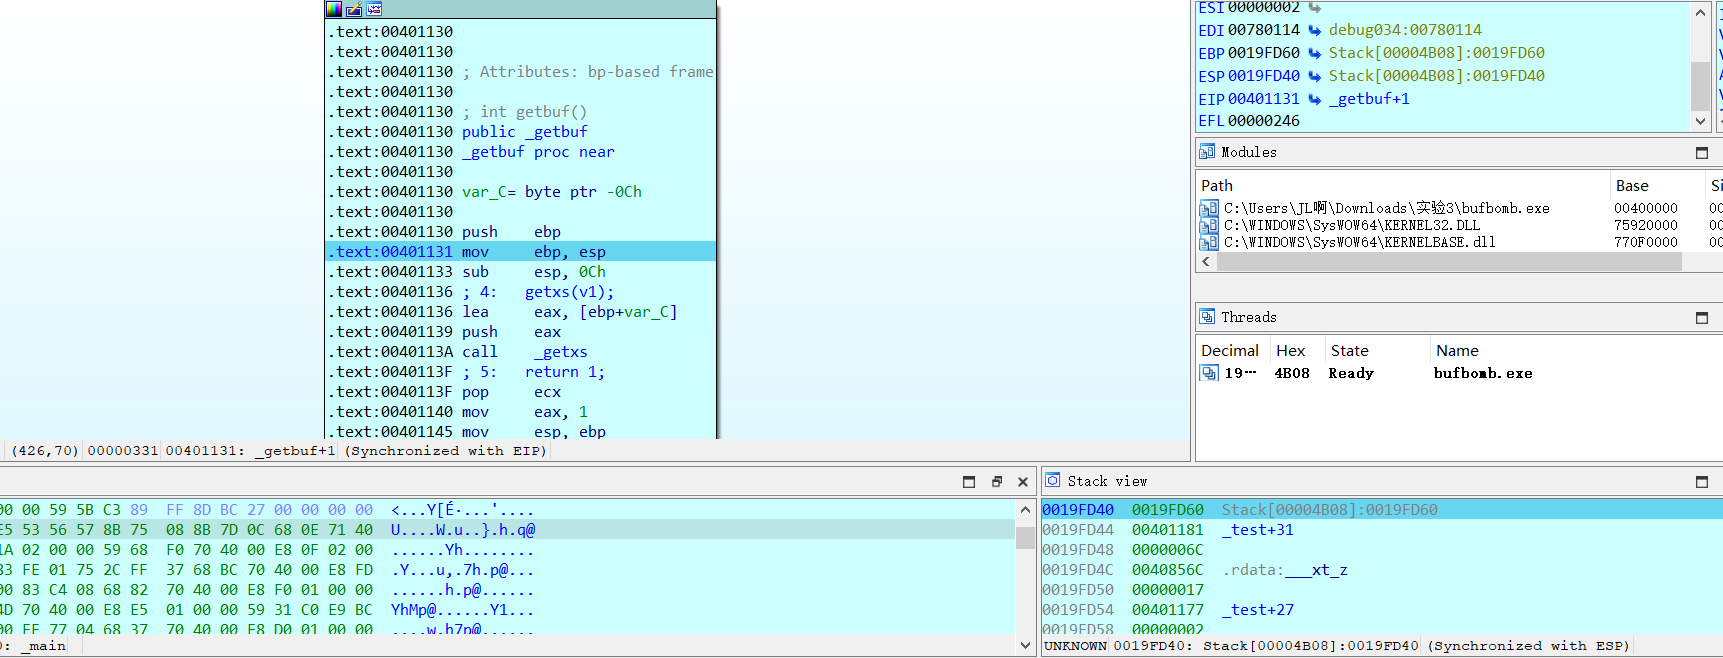 .text:00401130
.text:00401130
.text:00401130 ; Attributes: bp-based frame
.text:00401130
.text:00401130 ; int getbuf()
.text:00401130 public _getbuf
.text:00401130 _getbuf proc near
.text:00401130
.text:00401130 var_C= byte ptr -0Ch
.text:00401130
.text:00401130 push    ebp
.text:00401131 mov     ebp, esp
.text:00401133 sub     esp, 0Ch
.text:00401136 ; 4:   getxs(v1);
.text:00401136 lea     eax, [ebp+var_C]
.text:00401139 push    eax
.text:0040113A call    _getxs
.text:0040113F ; 5:   return 1;
.text:0040113F pop     ecx
.text:00401140 mov     eax, 1
.text:00401145 mov     esp, ebp
(426,70) 00000331 00401131: _getbuf+1 (Synchronized with EIP)
ESI 00000002
EDI 00780114 debug034:00780114
EBP 0019FD60 Stack[00004B08]:0019FD60
ESP 0019FD40 Stack[00004B08]:0019FD40
EIP 00401131 _getbuf+1
EFL 00000246
Modules
Path Base
C:\Users\JL啊\Downloads\实验3\bufbomb.exe 00400000
C:\WINDOWS\SysWOW64\KERNEL32.DLL 75920000
C:\WINDOWS\SysWOW64\KERNELBASE.dll 770F0000
Threads
Decimal Hex State Name
19… 4B08 Ready bufbomb.exe
00 00 59 5B C3 89  FF 8D BC 27 00 00 00 00  <...Y[É·...'....
E5 53 56 57 8B 75  08 8B 7D 0C 68 0E 71 40  U....W.u..}.h.q@
1A 02 00 00 59 68  F0 70 40 00 E8 0F 02 00  ......Yh........
83 FE 01 75 2C FF  37 68 BC 70 40 00 E8 FD  .Y...u,.7h.p@...
00 83 C4 08 68 82  70 40 00 E8 F0 01 00 00  ......h.p@......
4D 70 40 00 E8 E5  01 00 00 59 31 C0 E9 BC  YhMp@......Y1...
00 FF 77 04 68 37  70 40 00 E8 D0 01 00 00  ....w.h7p@......
: _main
Stack view
0019FD40 0019FD60 Stack[00004B08]:0019FD60
0019FD44 00401181 _test+31
0019FD48 0000006C
0019FD4C 0040856C .rdata:___xt_z
0019FD50 00000017
0019FD54 00401177 _test+27
0019FD58 00000002
UNKNOWN 0019FD40: Stack[00004B08]:0019FD40 (Synchronized with ESP)